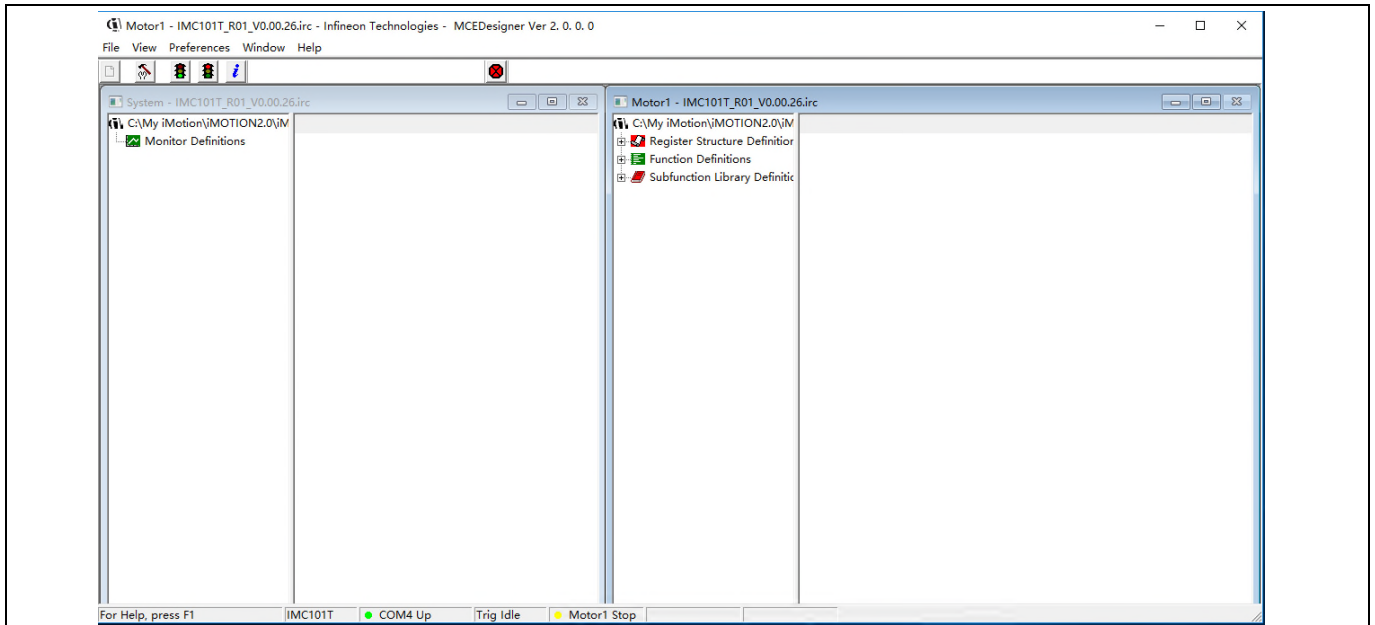 Motor1 - IMC101T_R01_V0.00.26.irc - Infineon Technologies - MCEDesigner Ver 2. 0. 0. 0
File View Preferences Window Help
System - IMC101T_R01_V0.00.26.irc
C:\My iMotion\iMOTION2.0\iM
Monitor Definitions
Motor1 - IMC101T_R01_V0.00.26.irc
C:\My iMotion\iMOTION2.0\iM
Register Structure Definition
Function Definitions
Subfunction Library Definitic
For Help, press F1 IMC101T COM4 Up Trig Idle Motor1 Stop